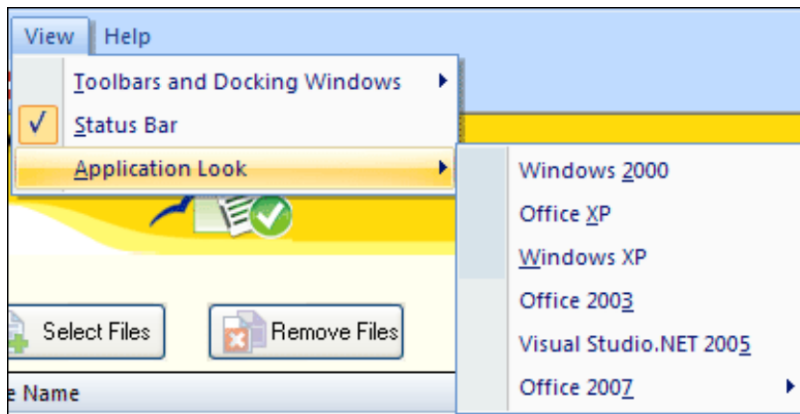 View Help
Toolbars and Docking Windows
Status Bar
Application Look
Windows 2000
Office XP
Windows XP
Office 2003
Visual Studio.NET 2005
Office 2007
Select Files
Remove Files
Name